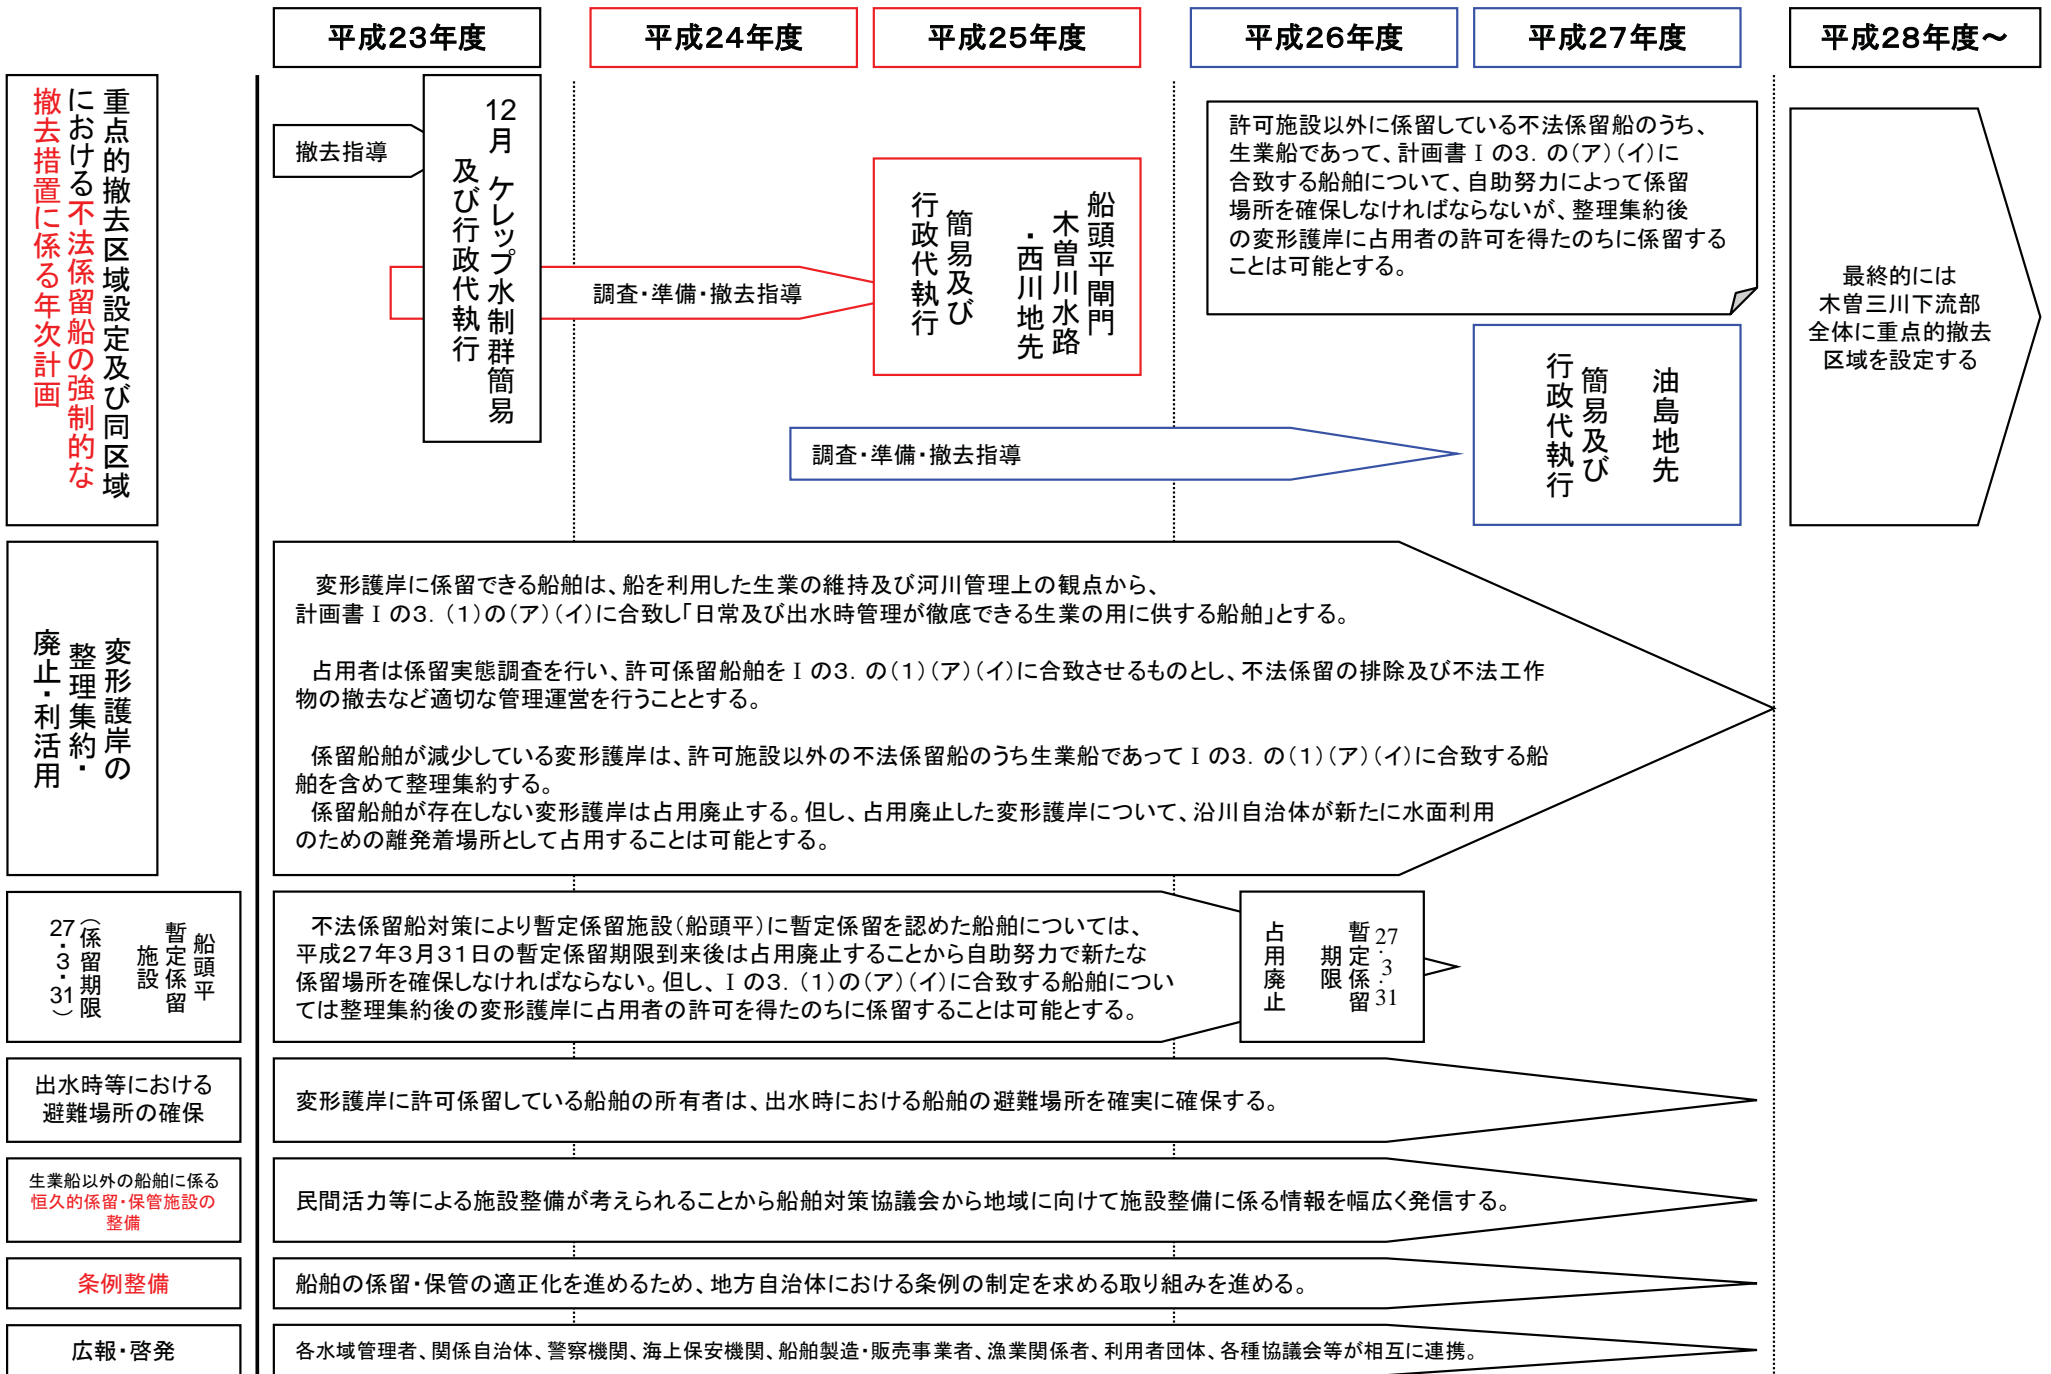 平成23年度
平成24年度
平成25年度
平成26年度
平成27年度
平成28年度～
重点的撤去区域設定及び同区域
における不法係留船の強制的な
撤去措置に係る年次計画
撤去指導
12月 ケレップ水制群簡易
及び行政代執行
調査・準備・撤去指導
船頭平閘門
木曽川水路
・西川地先
簡易及び
行政代執行
許可施設以外に係留している不法係留船のうち、
生業船であって、計画書Ⅰの3．の(ア)(イ)に
合致する船舶について、自助努力によって係留
場所を確保しなければならないが、整理集約後
の変形護岸に占用者の許可を得たのちに係留する
ことは可能とする。
調査・準備・撤去指導
油島地先
簡易及び
行政代執行
最終的には
木曽三川下流部
全体に重点的撤去
区域を設定する
変形護岸の
整理集約・
廃止・利活用
変形護岸に係留できる船舶は、船を利用した生業の維持及び河川管理上の観点から、
計画書Ⅰの3．(1)の(ア)(イ)に合致し「日常及び出水時管理が徹底できる生業の用に供する船舶」とする。
占用者は係留実態調査を行い、許可係留船舶をⅠの3．の(1)(ア)(イ)に合致させるものとし、不法係留の排除及び不法工作
物の撤去など適切な管理運営を行うこととする。
係留船舶が減少している変形護岸は、許可施設以外の不法係留船のうち生業船であってⅠの3．の(1)(ア)(イ)に合致する船
舶を含めて整理集約する。
係留船舶が存在しない変形護岸は占用廃止する。但し、占用廃止した変形護岸について、沿川自治体が新たに水面利用
のための離発着場所として占用することは可能とする。
船頭平
暫定係留
施設
(係留期限
27・3・31)
不法係留船対策により暫定係留施設(船頭平)に暫定係留を認めた船舶については、
平成27年3月31日の暫定係留期限到来後は占用廃止することから自助努力で新たな
係留場所を確保しなければならない。但し、Ⅰの3．(1)の(ア)(イ)に合致する船舶につい
ては整理集約後の変形護岸に占用者の許可を得たのちに係留することは可能とする。
27・3・31
暫定係留
期限
占用廃止
出水時等における
避難場所の確保
変形護岸に許可係留している船舶の所有者は、出水時における船舶の避難場所を確実に確保する。
生業船以外の船舶に係る
恒久的係留・保管施設の
整備
民間活力等による施設整備が考えられることから船舶対策協議会から地域に向けて施設整備に係る情報を幅広く発信する。
条例整備
船舶の係留・保管の適正化を進めるため、地方自治体における条例の制定を求める取り組みを進める。
広報・啓発
各水域管理者、関係自治体、警察機関、海上保安機関、船舶製造・販売事業者、漁業関係者、利用者団体、各種協議会等が相互に連携。